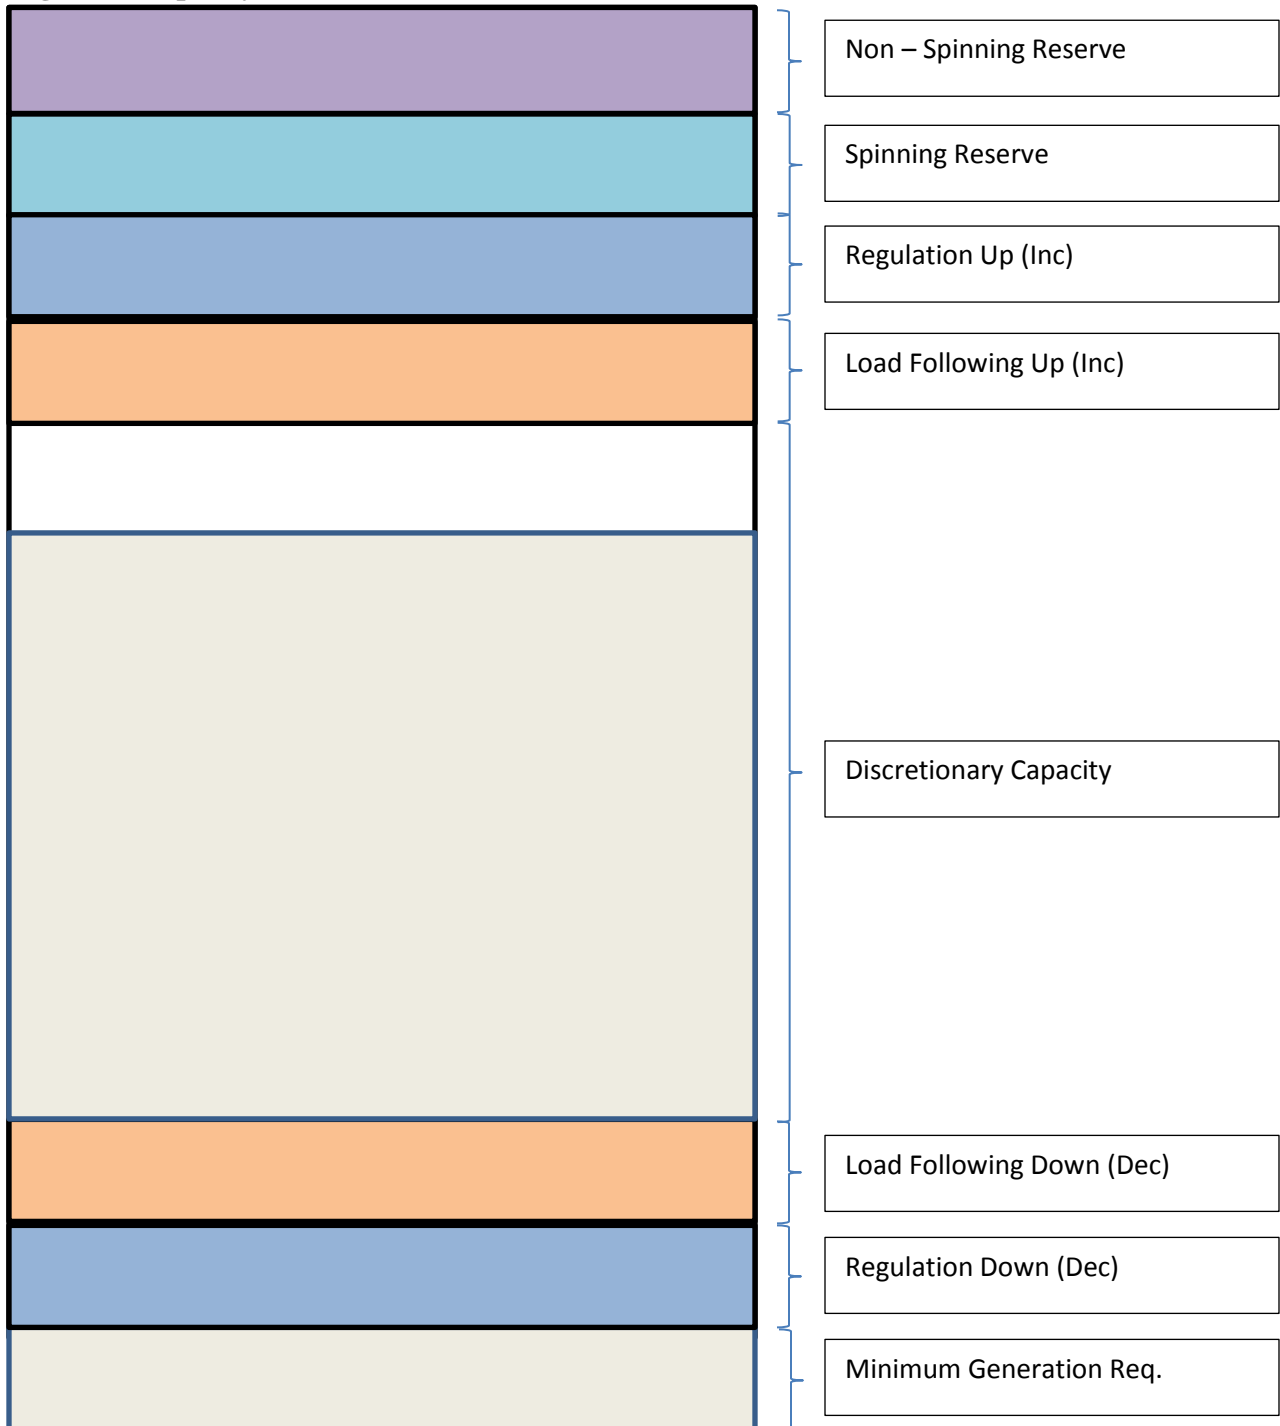 Non – Spinning Reserve
Spinning Reserve
Regulation Up (Inc)
Load Following Up (Inc)
Discretionary Capacity
Load Following Down (Dec)
Regulation Down (Dec)
Minimum Generation Req.